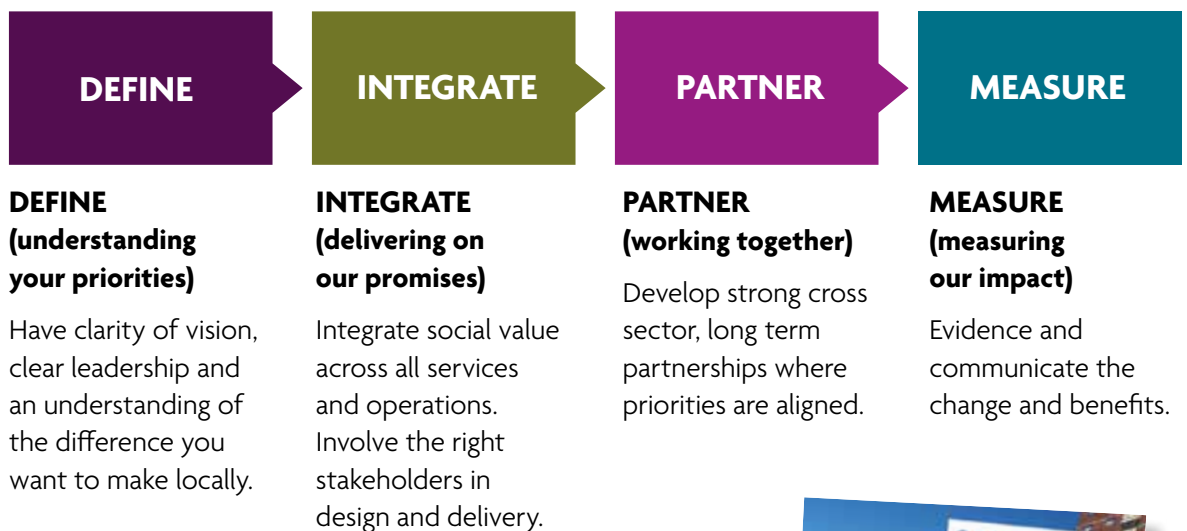 DEFINE
INTEGRATE
PARTNER
MEASURE
DEFINE
(understanding
your priorities)
Have clarity of vision,
clear leadership and
an understanding of
the difference you
want to make locally.
INTEGRATE
(delivering on
our promises)
Integrate social value
across all services
and operations.
Involve the right
stakeholders in
design and delivery.
PARTNER
(working together)
Develop strong cross
sector, long term
partnerships where
priorities are aligned.
MEASURE
(measuring
our impact)
Evidence and
communicate the
change and benefits.